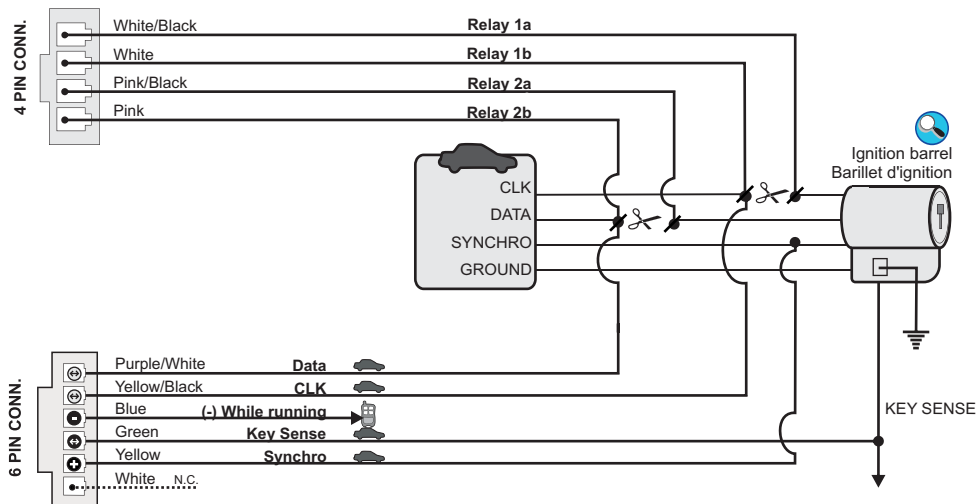 4 PIN CONN.
White/Black Relay 1a
White Relay 1b
Pink/Black Relay 2a
Pink Relay 2b
Ignition barrel
Barillet d'ignition
CLK
DATA
SYNCHRO
GROUND
6 PIN CONN.
Purple/White Data
Yellow/Black CLK
Blue (-) While running
Green Key Sense
Yellow Synchro
White N.C.
KEY SENSE